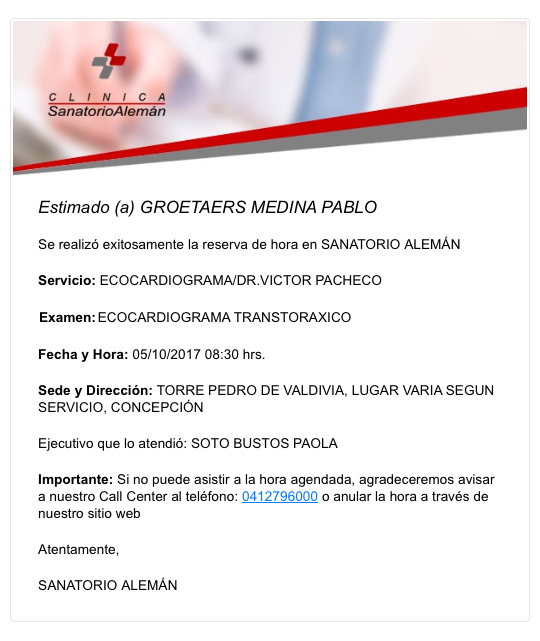 CLINICA
SanatorioAlemán
Estimado (a) GROETAERS MEDINA PABLO
Se realizó exitosamente la reserva de hora en SANATORIO ALEMÁN
Servicio: ECOCARDIOGRAMA/DR.VICTOR PACHECO
Examen: ECOCARDIOGRAMA TRANSTORAXICO
Fecha y Hora: 05/10/2017 08:30 hrs.
Sede y Dirección: TORRE PEDRO DE VALDIVIA, LUGAR VARIA SEGUN
SERVICIO, CONCEPCIÓN
Ejecutivo que lo atendió: SOTO BUSTOS PAOLA
Importante: Si no puede asistir a la hora agendada, agradeceremos avisar
a nuestro Call Center al teléfono: 0412796000 o anular la hora a través de
nuestro sitio web
Atentamente,
SANATORIO ALEMÁN